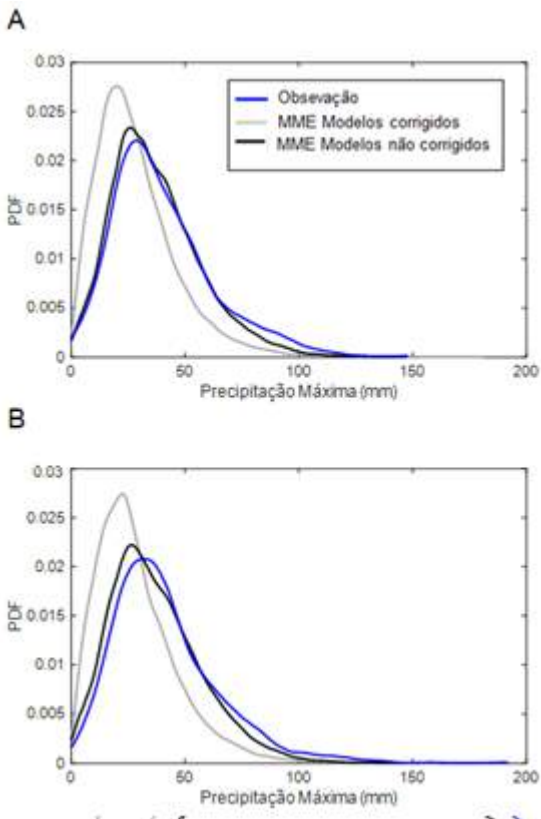 A
0.03
0.025
0.02
0.015
0.01
0.005
0
PDF
Obsevação
MME Modelos corrigidos
MME Modelos não corrigidos
0 50 100 150 200
Precipitação Máxima (mm)
B
0.03
0.025
0.02
0.015
0.01
0.005
0
PDF
0 50 100 150 200
Precipitação Máxima (mm)